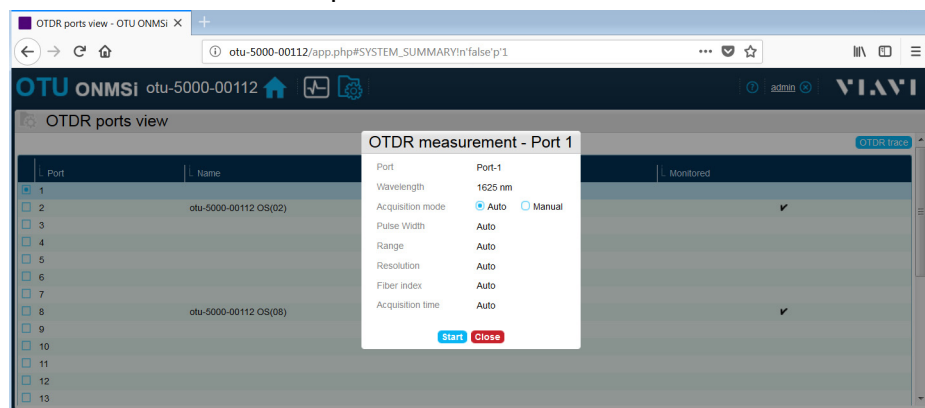 OTDR ports view - OTU ONMSi
otu-5000-00112/app.php#SYSTEM_SUMMARY!n'false'p'1
OTU ONMSi otu-5000-00112
admin
VIAVI
OTDR ports view
OTDR trace
Port
Name
Monitored
1
2 otu-5000-00112 OS(02)
3
4
5
6
7
8 otu-5000-00112 OS(08)
9
10
11
12
13
OTDR measurement - Port 1
Port Port-1
Wavelength 1625 nm
Acquisition mode Auto Manual
Pulse Width Auto
Range Auto
Resolution Auto
Fiber index Auto
Acquisition time Auto
Start Close